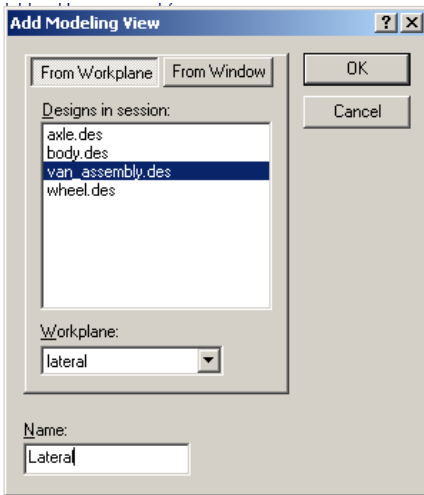 Add Modeling View
From Workplane From Window
OK
Designs in session:
Cancel
axle.des
body.des
van_assembly.des
wheel.des
Workplane:
lateral
Name:
Lateral